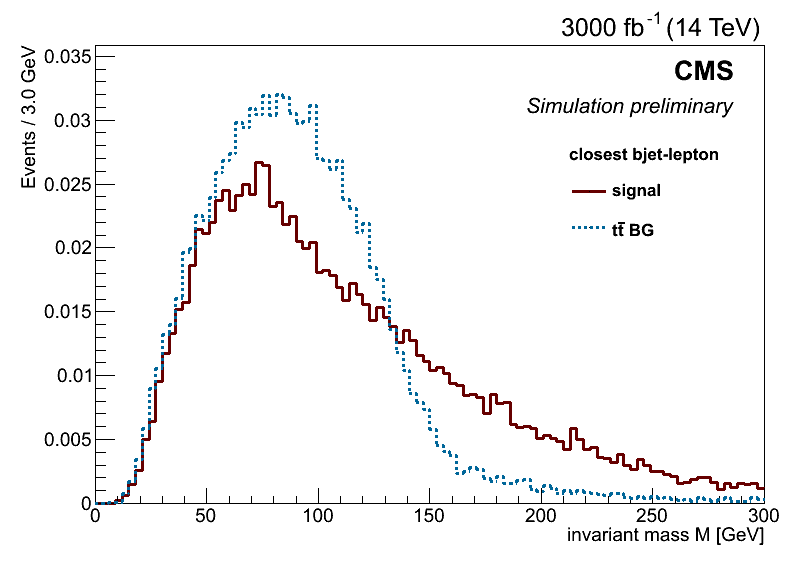 3000 fb⁻¹ (14 TeV)
Events / 3.0 GeV
CMS
Simulation preliminary
closest bjet-lepton
signal
tt̄ BG
0.035
0.03
0.025
0.02
0.015
0.01
0.005
0
0 50 100 150 200 250 300
invariant mass M [GeV]